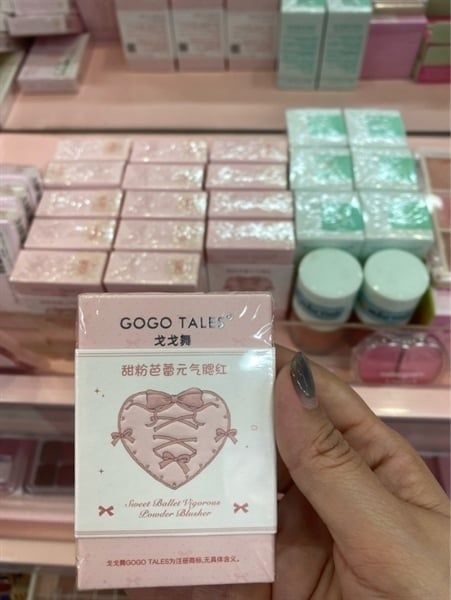 GOGO TALES®
戈戈舞
甜粉芭蕾元气腮红
Sweet Ballet Vigorous
Powder Blusher
戈戈舞GOGO TALES为注册商标,无具体含义。